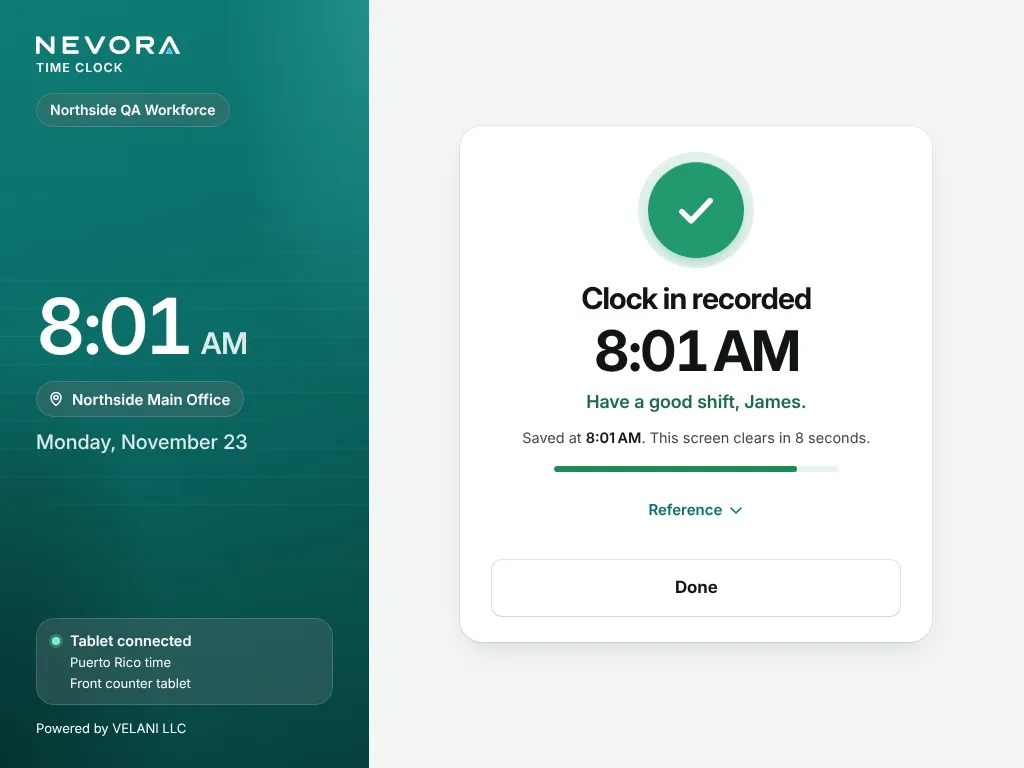 NEVORA
TIME CLOCK
Northside QA Workforce
8:01 AM
Northside Main Office
Monday, November 23
Tablet connected
Puerto Rico time
Front counter tablet
Powered by VELANI LLC
Clock in recorded
8:01 AM
Have a good shift, James.
Saved at 8:01 AM. This screen clears in 8 seconds.
Reference
Done